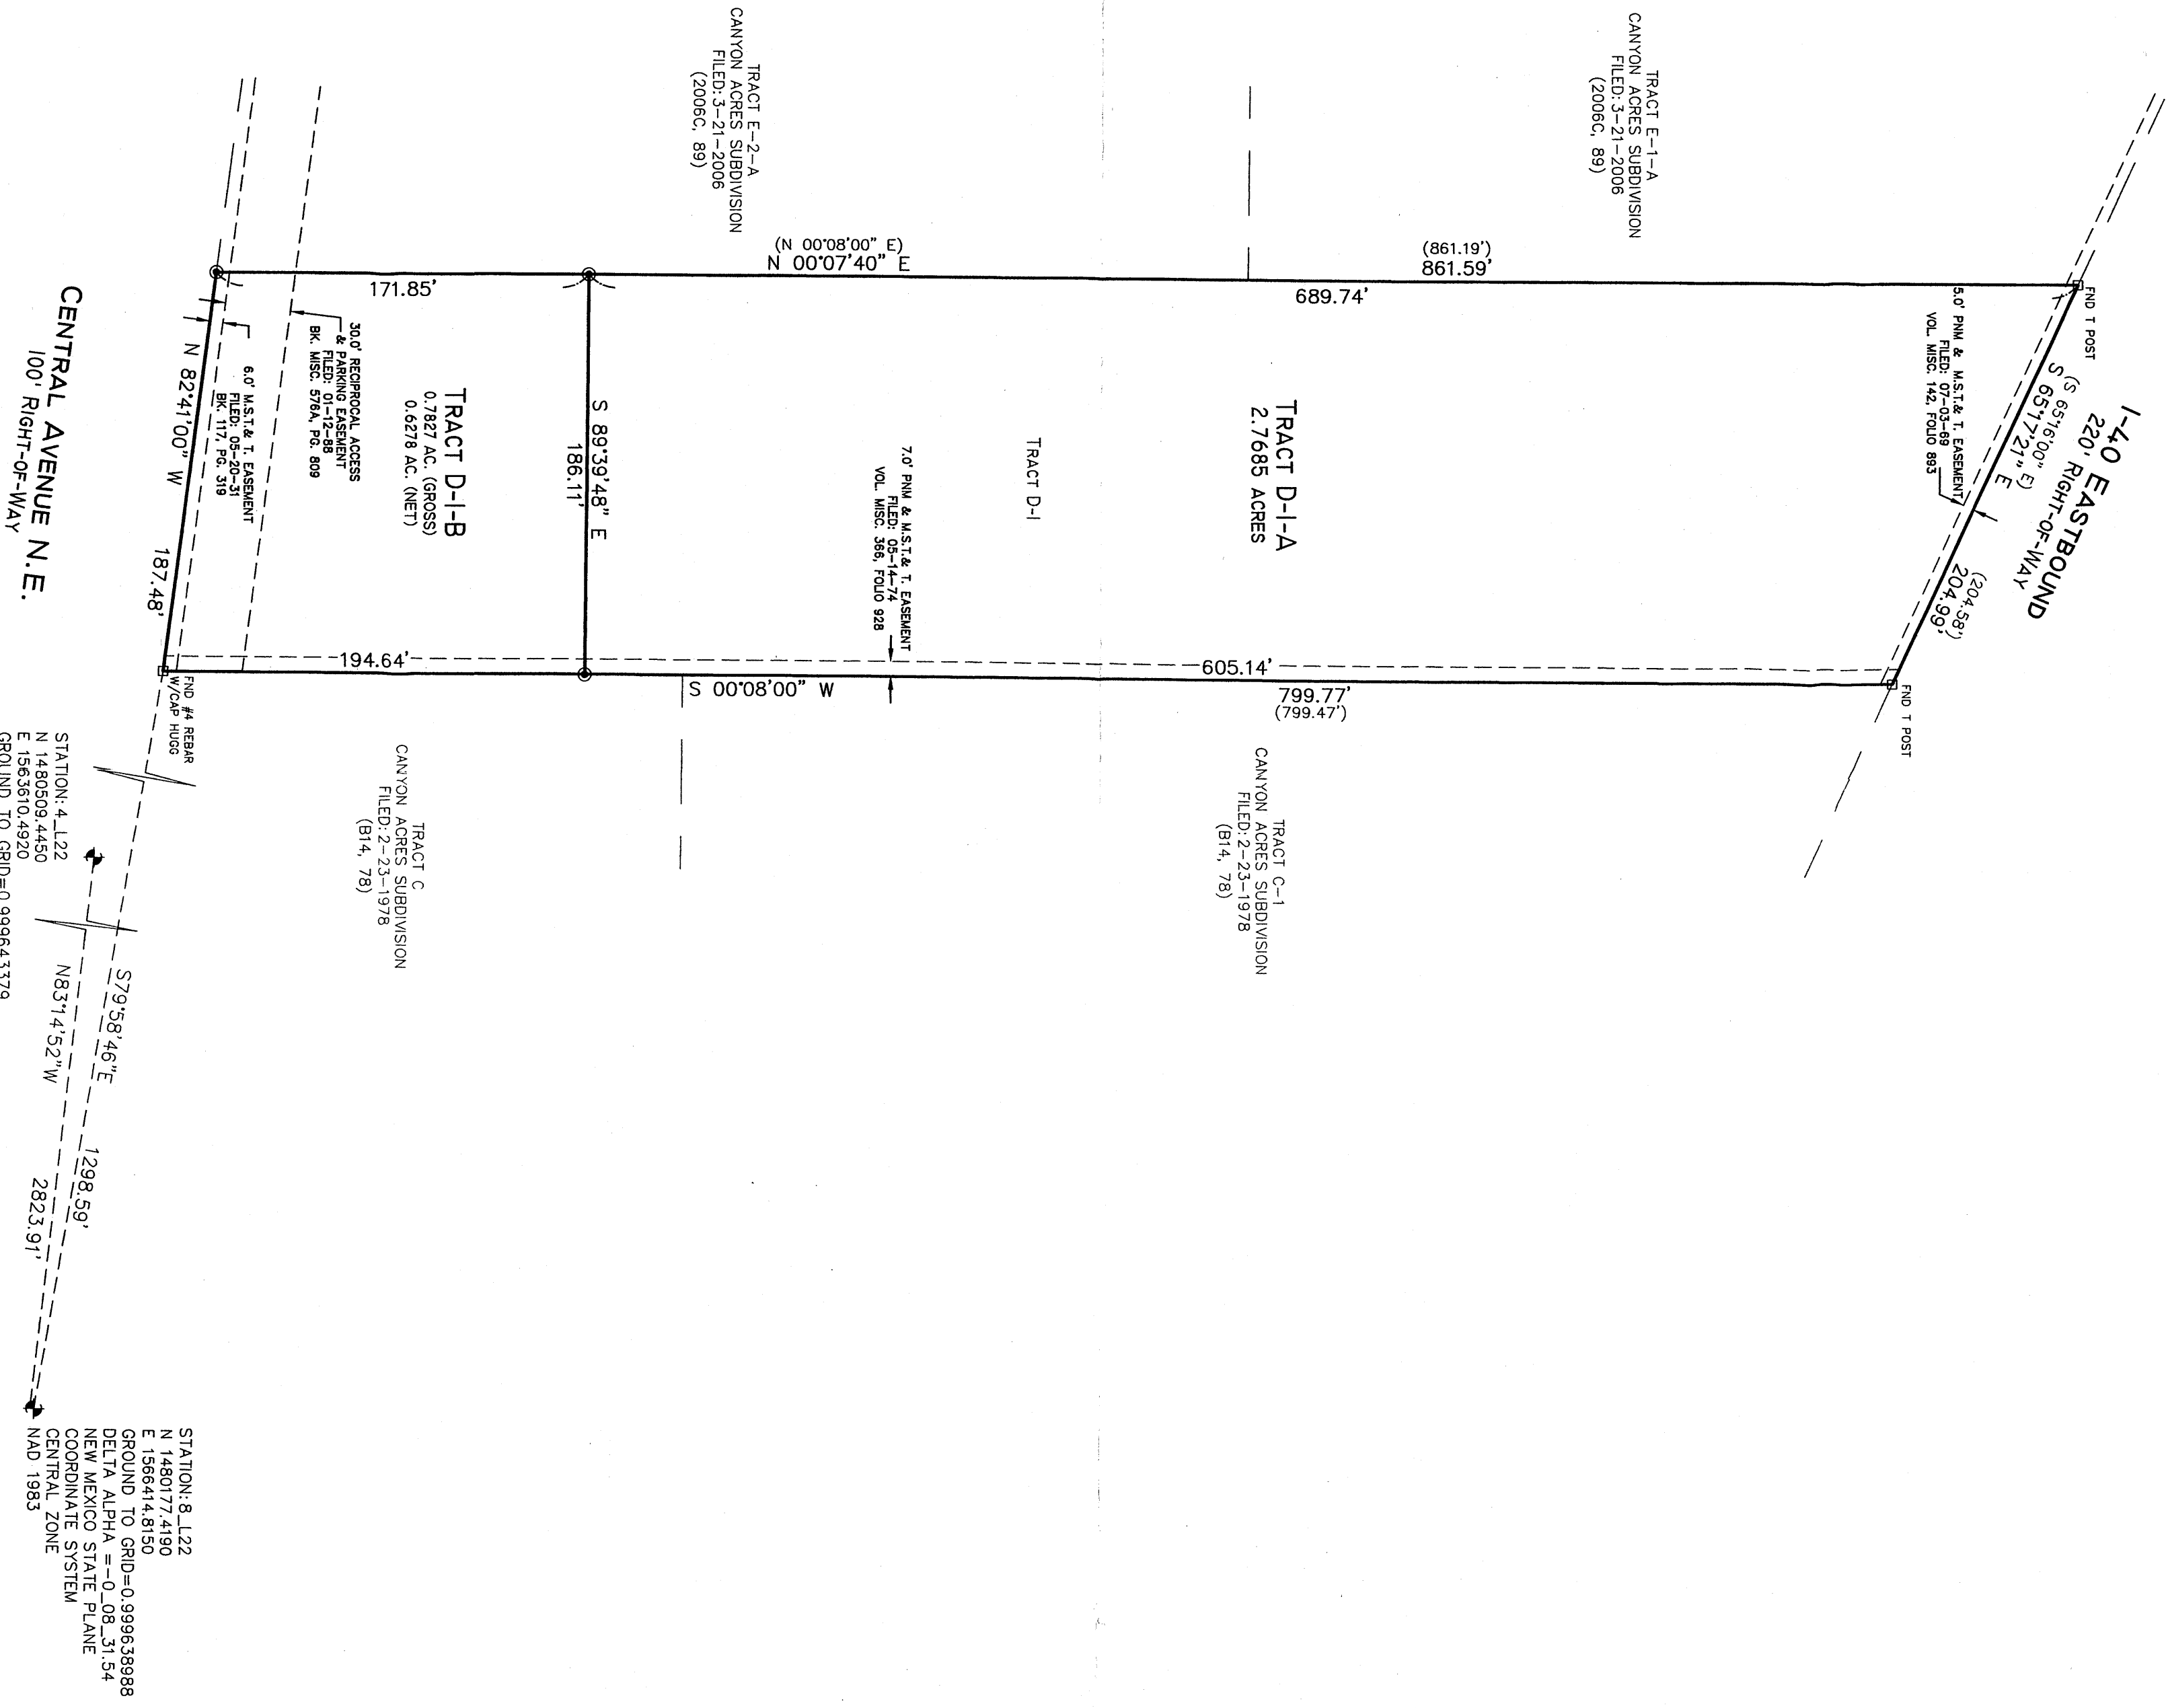 I-40 EASTBOUND
220' RIGHT-OF-WAY
(S 65°16'00" E)
S 65°17'21" E
(204.58')
204.99'
FND T POST
FND T POST
5.0' PNM & M.S.T.& T. EASEMENT
FILED: 07-03-69
VOL. MISC. 142, FOLIO 893
TRACT E-1-A
CANYON ACRES SUBDIVISION
FILED: 3-21-2006
(2006C, 89)
(861.19')
861.59'
689.74'
TRACT D-1-A
2.7685 ACRES
605.14'
799.77'
(799.47')
TRACT C-1
CANYON ACRES SUBDIVISION
FILED: 2-23-1978
(B14, 78)
TRACT D-1
7.0' PNM & M.S.T.& T. EASEMENT
FILED: 05-14-74
VOL. MISC. 366, FOLIO 928
TRACT E-2-A
CANYON ACRES SUBDIVISION
FILED: 3-21-2006
(2006C, 89)
(N 00°08'00" E)
N 00°07'40" E
S 00°08'00" W
S 89°39'48" E
186.11'
171.85'
TRACT D-1-B
0.7827 AC. (GROSS)
0.6278 AC. (NET)
194.64'
TRACT C
CANYON ACRES SUBDIVISION
FILED: 2-23-1978
(B14, 78)
30.0' RECIPROCAL ACCESS
& PARKING EASEMENT
FILED: 01-12-88
BK. MISC. 576A, PG. 809
6.0' M.S.T.& T. EASEMENT
FILED: 05-20-31
BK. 117, PG. 319
N 82°41'00" W
187.48'
FND #4 REBAR
W/CAP HUGG
CENTRAL AVENUE N.E.
100' RIGHT-OF-WAY
S79°58'46"E
1298.59'
N83°14'52"W
2823.91'
STATION: 4_L22
N 1480509.4450
E 1563610.4920
GROUND TO GRID=0.999643379
STATION: 8_L22
N 1480177.4190
E 1566414.8150
GROUND TO GRID=0.999638988
DELTA ALPHA =-0_08_31.54
NEW MEXICO STATE PLANE
COORDINATE SYSTEM
CENTRAL ZONE
NAD 1983